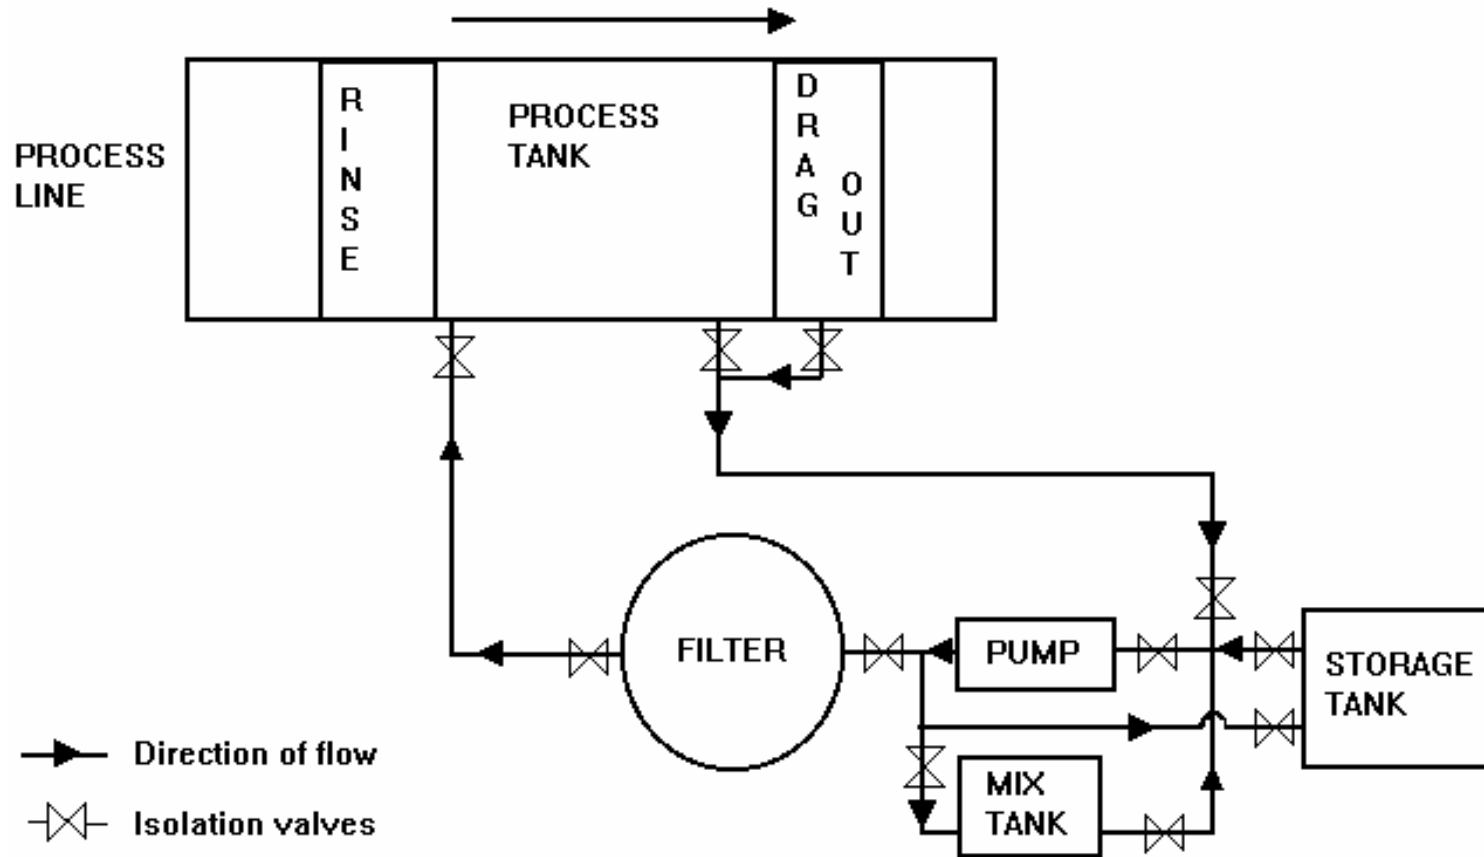 PROCESS
LINE
R
I
N
S
E
PROCESS
TANK
D
R
A
G
O
U
T
FILTER
PUMP
STORAGE
TANK
MIX
TANK
Direction of flow
Isolation valves